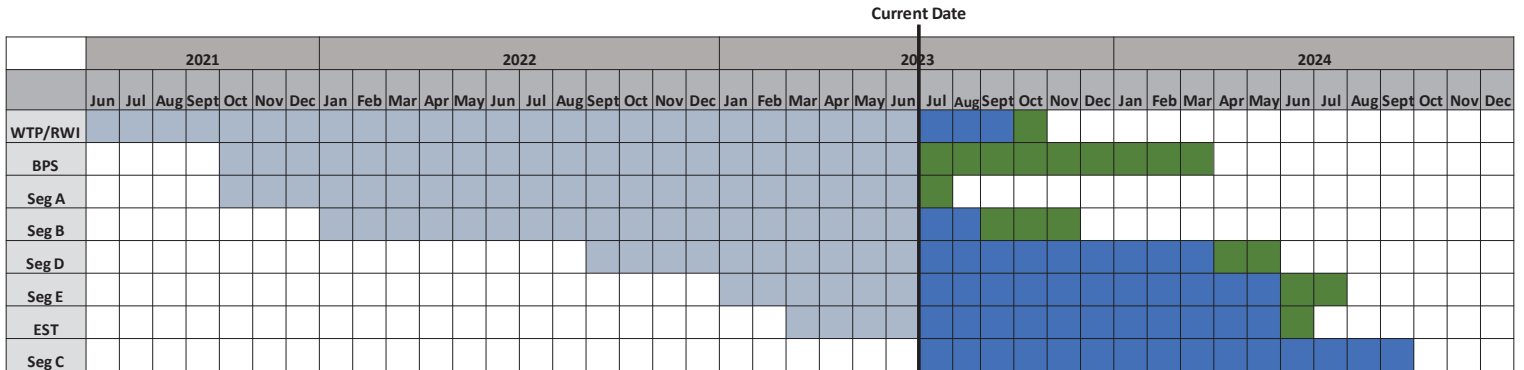 Current Date
2021 2022 2023 2024
Jun Jul Aug Sept Oct Nov Dec Jan Feb Mar Apr May Jun Jul Aug Sept Oct Nov Dec Jan Feb Mar Apr May Jun Jul Aug Sept Oct Nov Dec Jan Feb Mar Apr May Jun Jul Aug Sept Oct Nov Dec
WTP/RWI
BPS
Seg A
Seg B
Seg D
Seg E
EST
Seg C